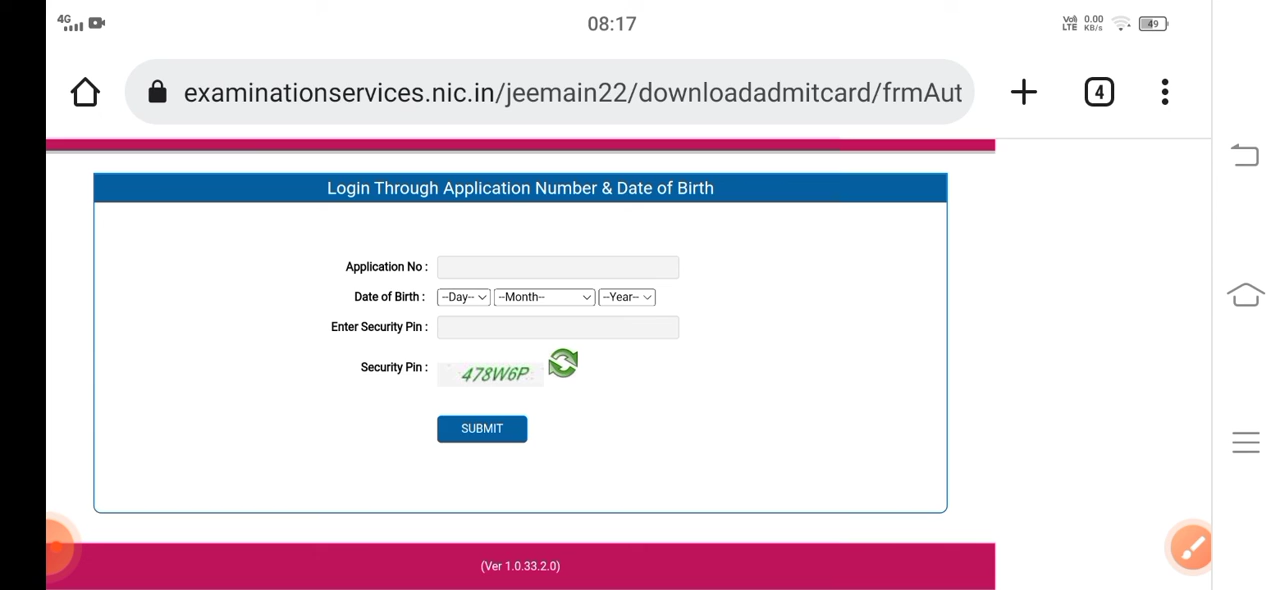 4G 08:17 Vo) LTE 0.00 KB/s 49
examinationservices.nic.in/jeemain22/downloadadmitcard/frmAut 4
Login Through Application Number & Date of Birth
Application No :
Date of Birth : --Day-- --Month-- --Year--
Enter Security Pin :
Security Pin : 478W6P
SUBMIT
(Ver 1.0.33.2.0)